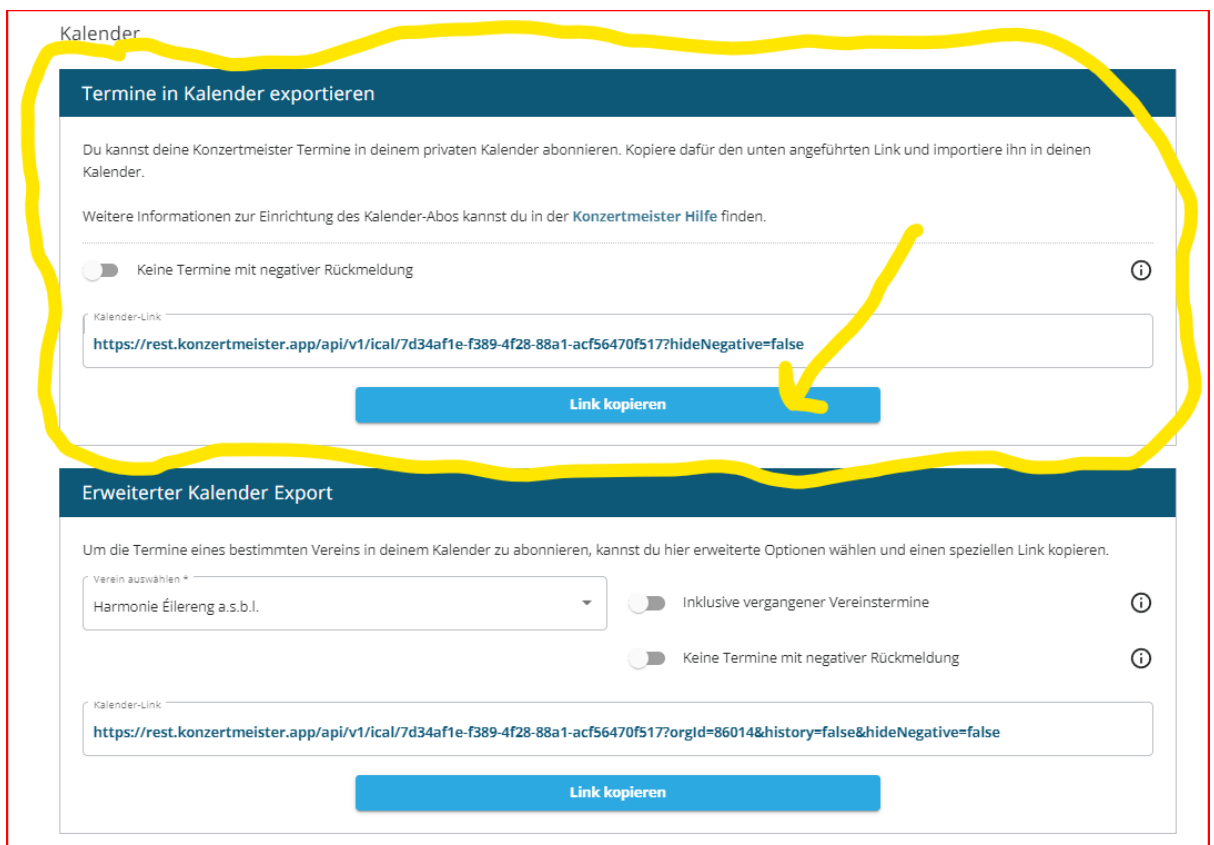 Kalender
Termine in Kalender exportieren
Du kannst deine Konzertmeister Termine in deinem privaten Kalender abonnieren. Kopiere dafür den unten angeführten Link und importiere ihn in deinen
Kalender.
Weitere Informationen zur Einrichtung des Kalender-Abos kannst du in der Konzertmeister Hilfe finden.
Keine Termine mit negativer Rückmeldung
Kalender-Link
https://rest.konzertmeister.app/api/v1/ical/7d34af1e-f389-4f28-88a1-acf56470f517?hideNegative=false
Link kopieren
Erweiterter Kalender Export
Um die Termine eines bestimmten Vereins in deinem Kalender zu abonnieren, kannst du hier erweiterte Optionen wählen und einen speziellen Link kopieren.
Verein auswählen *
Harmonie Éilereng a.s.b.l.
Inklusive vergangener Vereinstermine
Keine Termine mit negativer Rückmeldung
Kalender-Link
https://rest.konzertmeister.app/api/v1/ical/7d34af1e-f389-4f28-88a1-acf56470f517?orgId=86014&history=false&hideNegative=false
Link kopieren